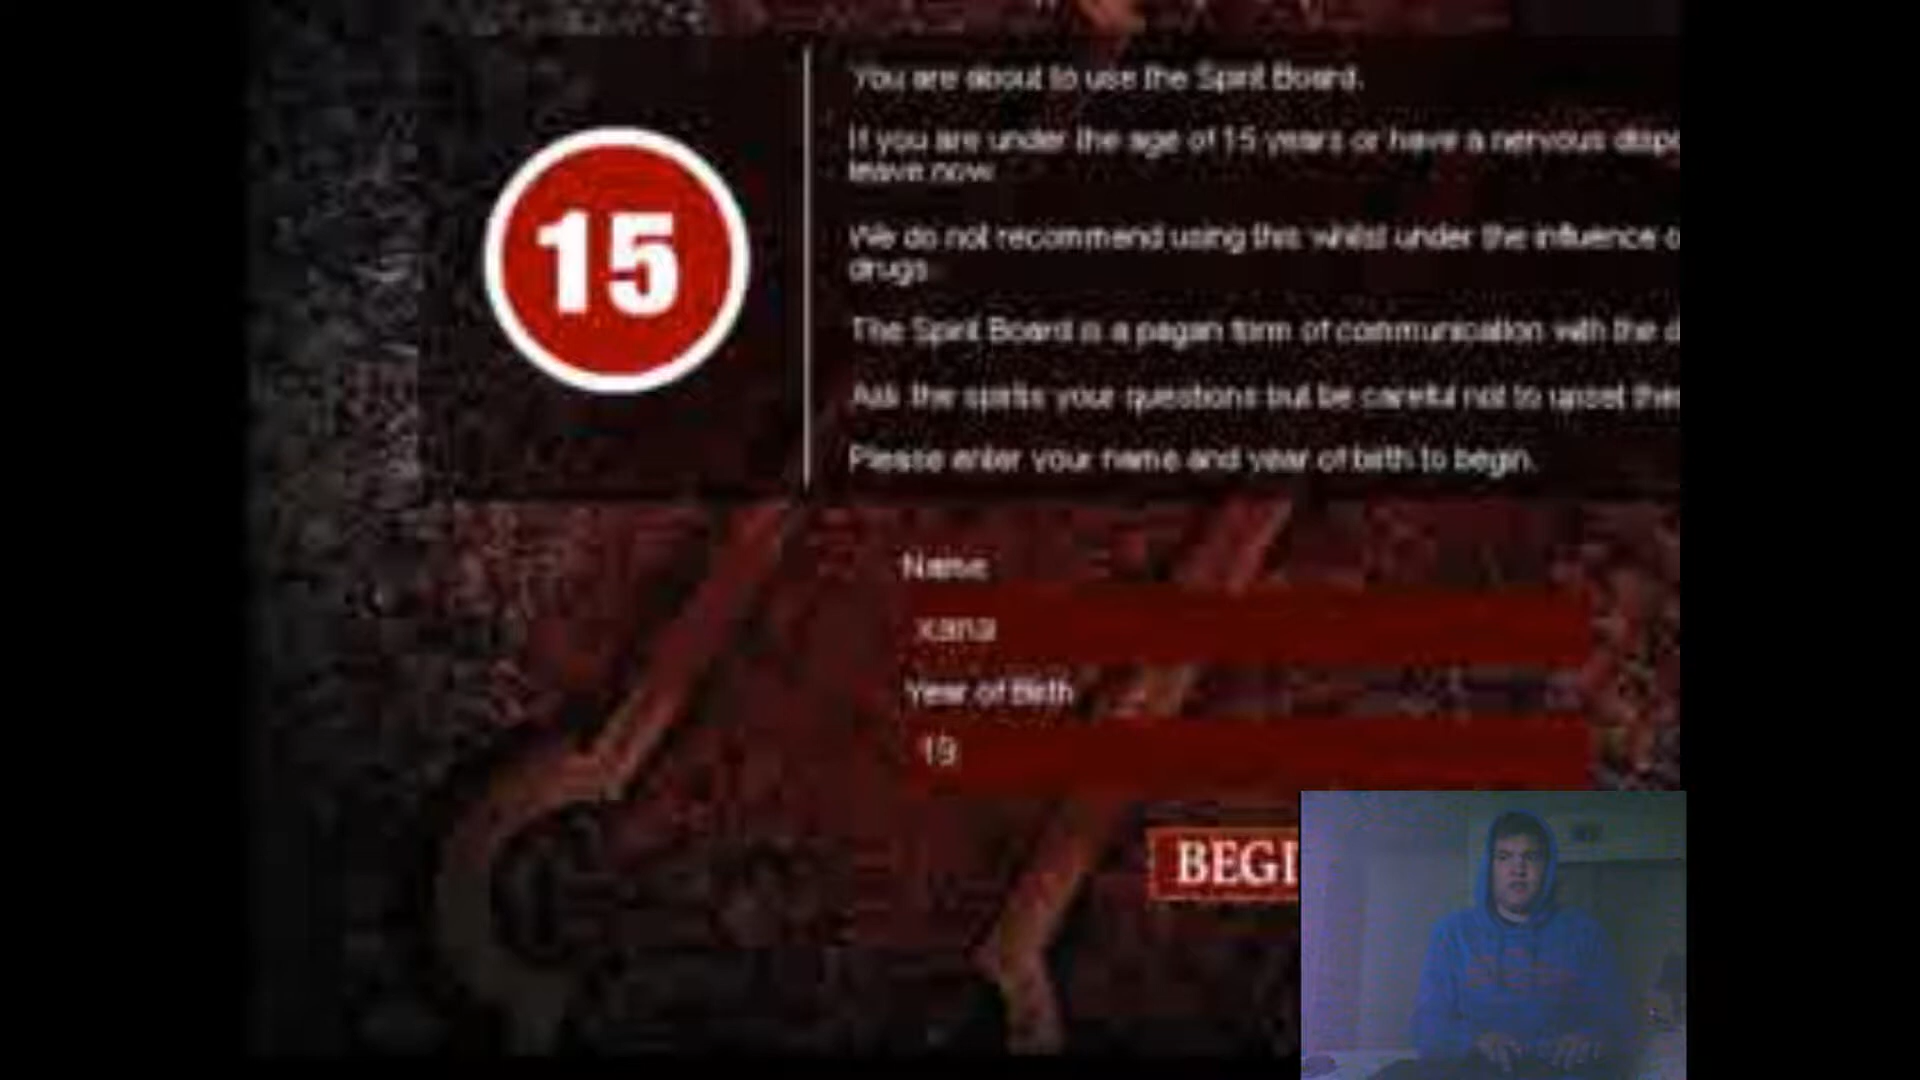 15
You are about to use the Spirit Board.
If you are under the age of 15 years or have a nervous
leave now
We do not recommend using this whilst under the influence
drugs
The Spirit Board is a pagan form of communication with the
Ask the spirits your questions but be careful not to upset
Please enter your name and year of birth to begin.
Name
xana
Year of Birth
19
BEGI